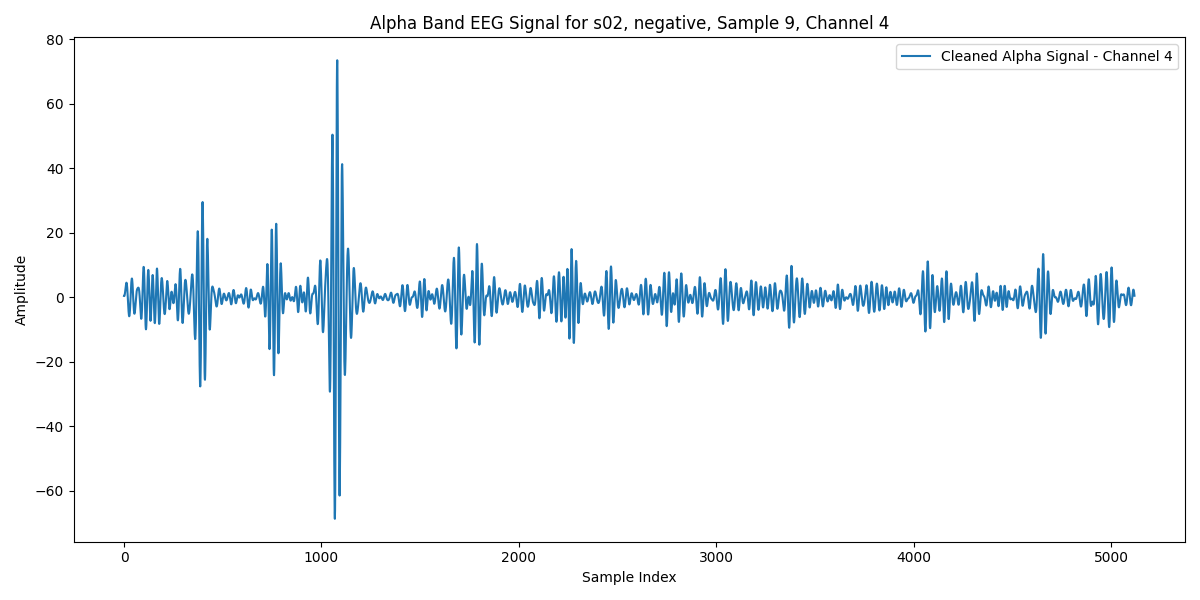 Alpha Band EEG Signal for s02, negative, Sample 9, Channel 4
Cleaned Alpha Signal - Channel 4
Amplitude
80
60
40
20
0
−20
−40
−60
0 1000 2000 3000 4000 5000
Sample Index